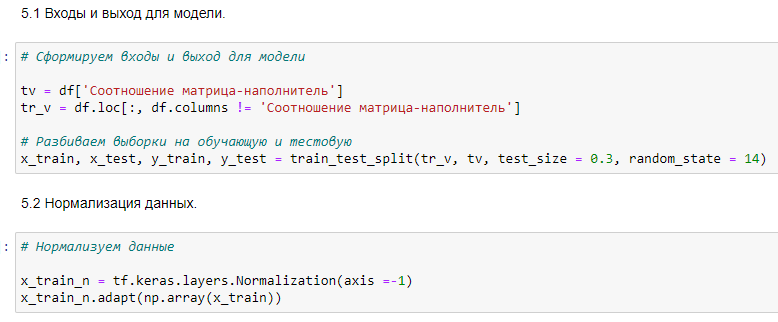 5.1 Входы и выход для модели.
: # Сформируем входы и выход для модели
tv = df['Соотношение матрица-наполнитель']
tr_v = df.loc[:, df.columns != 'Соотношение матрица-наполнитель']
# Разбиваем выборки на обучающую и тестовую
x_train, x_test, y_train, y_test = train_test_split(tr_v, tv, test_size = 0.3, random_state = 14)
5.2 Нормализация данных.
: # Нормализуем данные
x_train_n = tf.keras.layers.Normalization(axis =-1)
x_train_n.adapt(np.array(x_train))